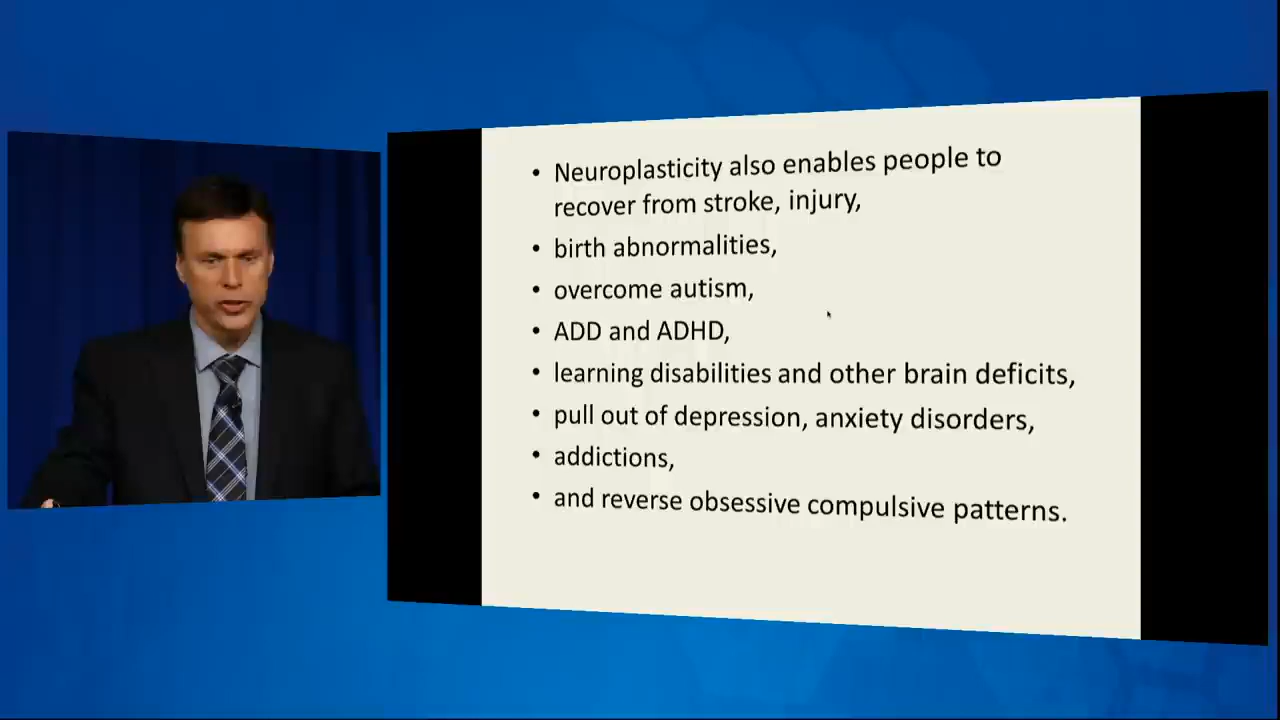 • Neuroplasticity also enables people to
recover from stroke, injury,
• birth abnormalities,
• overcome autism,
• ADD and ADHD,
• learning disabilities and other brain deficits,
• pull out of depression, anxiety disorders,
• addictions,
• and reverse obsessive compulsive patterns.